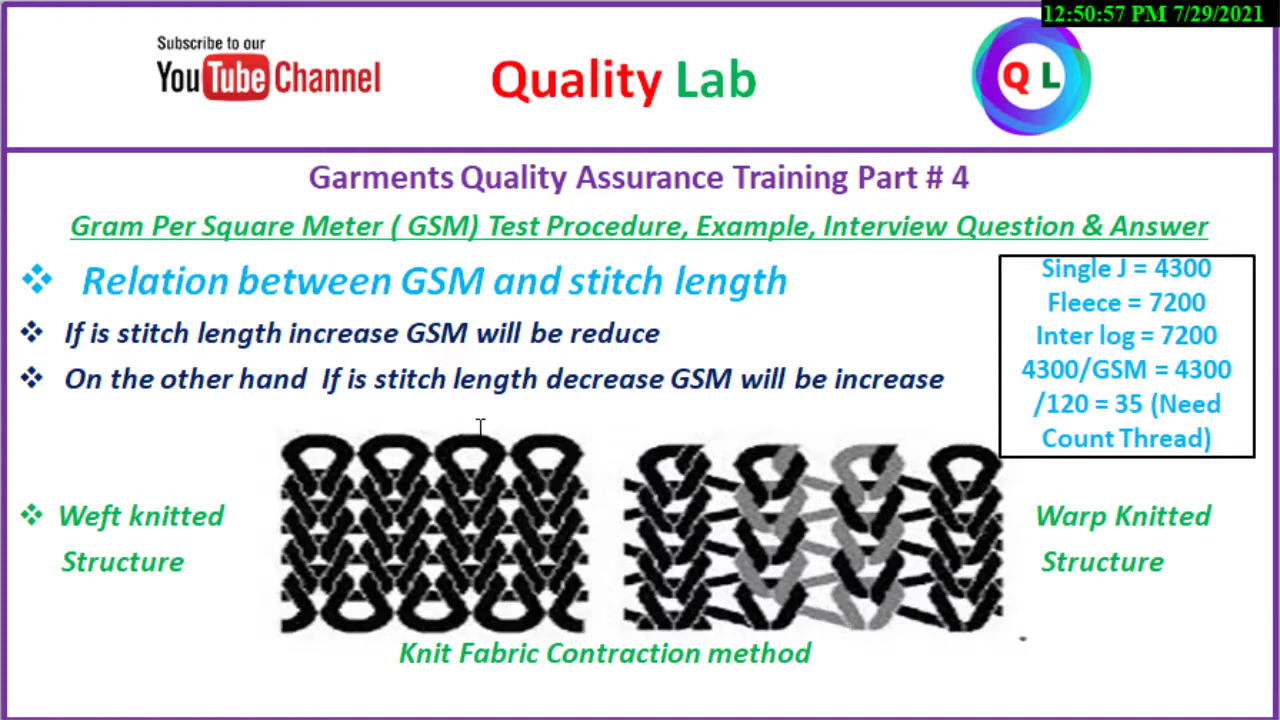 12:50:57 PM 7/29/2021
Subscribe to our
YouTube Channel
Quality Lab
Q L
Garments Quality Assurance Training Part # 4
Gram Per Square Meter ( GSM) Test Procedure, Example, Interview Question & Answer
Relation between GSM and stitch length
If is stitch length increase GSM will be reduce
On the other hand If is stitch length decrease GSM will be increase
Single J = 4300
Fleece = 7200
Inter log = 7200
4300/GSM = 4300
/120 = 35 (Need
Count Thread)
Weft knitted
Structure
Warp Knitted
Structure
Knit Fabric Contraction method